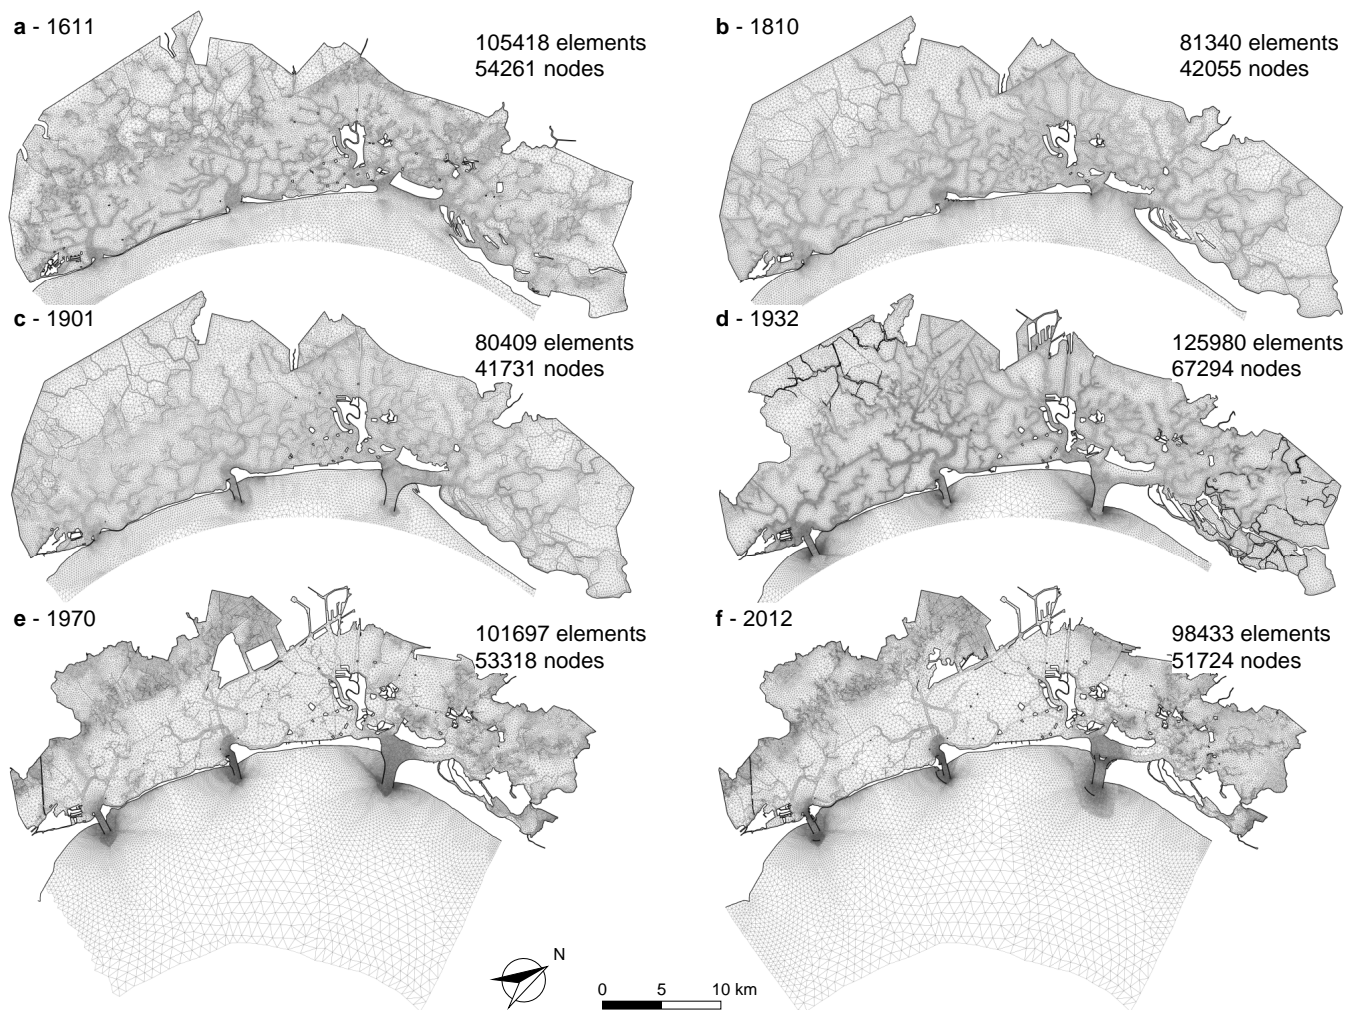 a - 1611
105418 elements
54261 nodes
b - 1810
81340 elements
42055 nodes
c - 1901
80409 elements
41731 nodes
d - 1932
125980 elements
67294 nodes
e - 1970
101697 elements
53318 nodes
f - 2012
98433 elements
51724 nodes
N
0 5 10 km